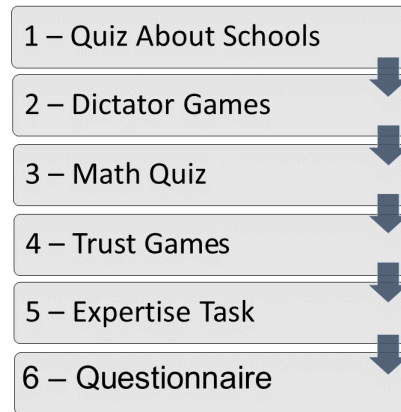 1 – Quiz About Schools
2 – Dictator Games
3 – Math Quiz
4 – Trust Games
5 – Expertise Task
6 – Questionnaire